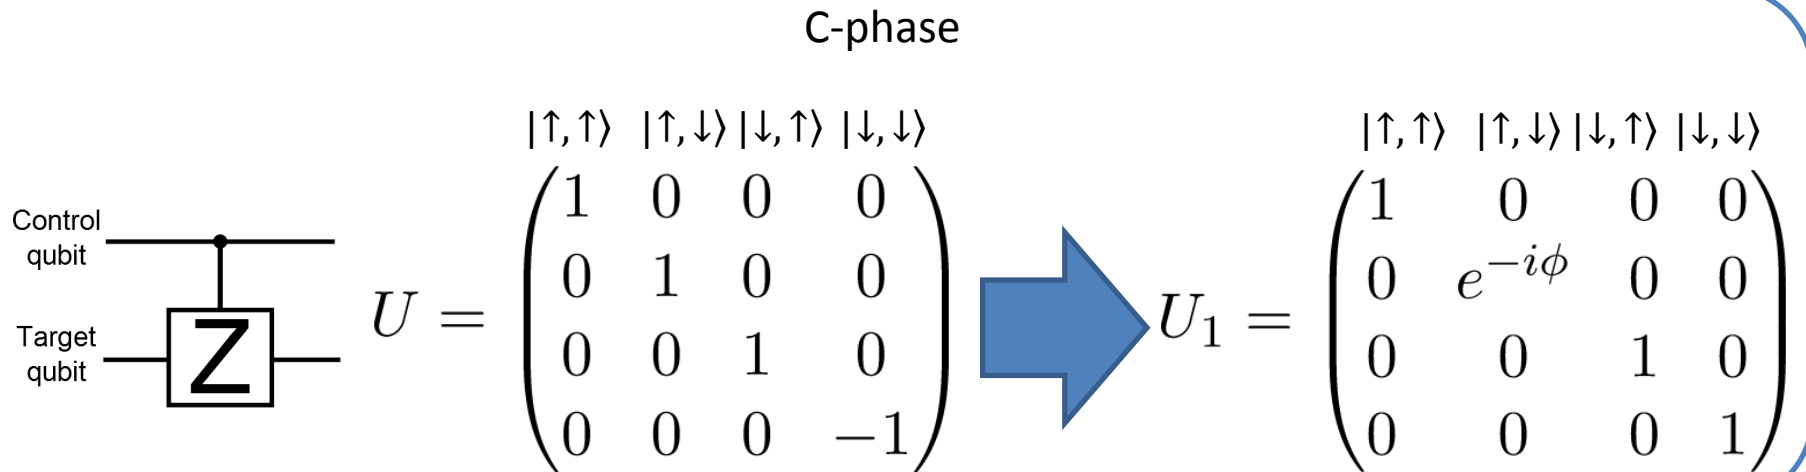 C-phase
|↑,↑⟩ |↑,↓⟩ |↓,↑⟩ |↓,↓⟩
|↑,↑⟩ |↑,↓⟩ |↓,↑⟩ |↓,↓⟩
Control
qubit
Target
qubit
Z
U =
1 0 0 0
0 1 0 0
0 0 1 0
0 0 0 −1
U₁ =
1 0 0 0
0 e^{−iϕ} 0 0
0 0 1 0
0 0 0 1